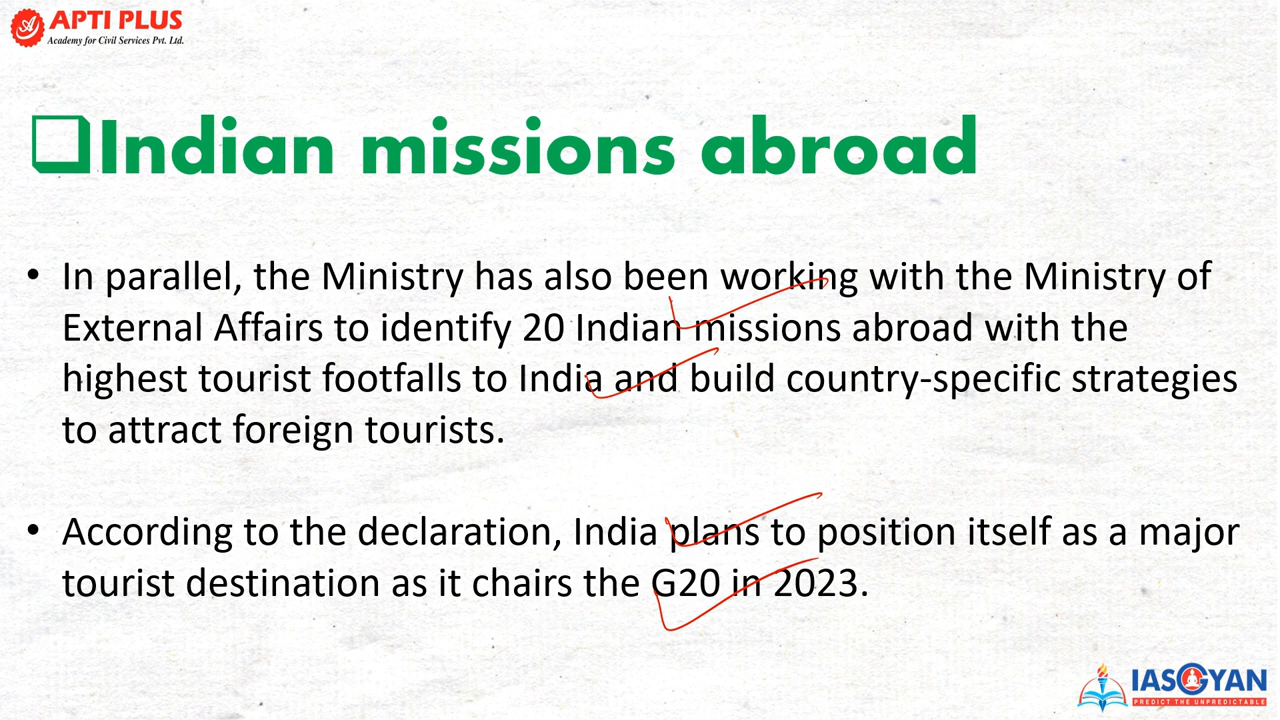 APTI PLUS
Academy for Civil Services Pvt. Ltd.
Indian missions abroad
• In parallel, the Ministry has also been working with the Ministry of
External Affairs to identify 20 Indian missions abroad with the
highest tourist footfalls to India and build country-specific strategies
to attract foreign tourists.
• According to the declaration, India plans to position itself as a major
tourist destination as it chairs the G20 in 2023.
IASGYAN
PREDICT THE UNPREDICTABLE